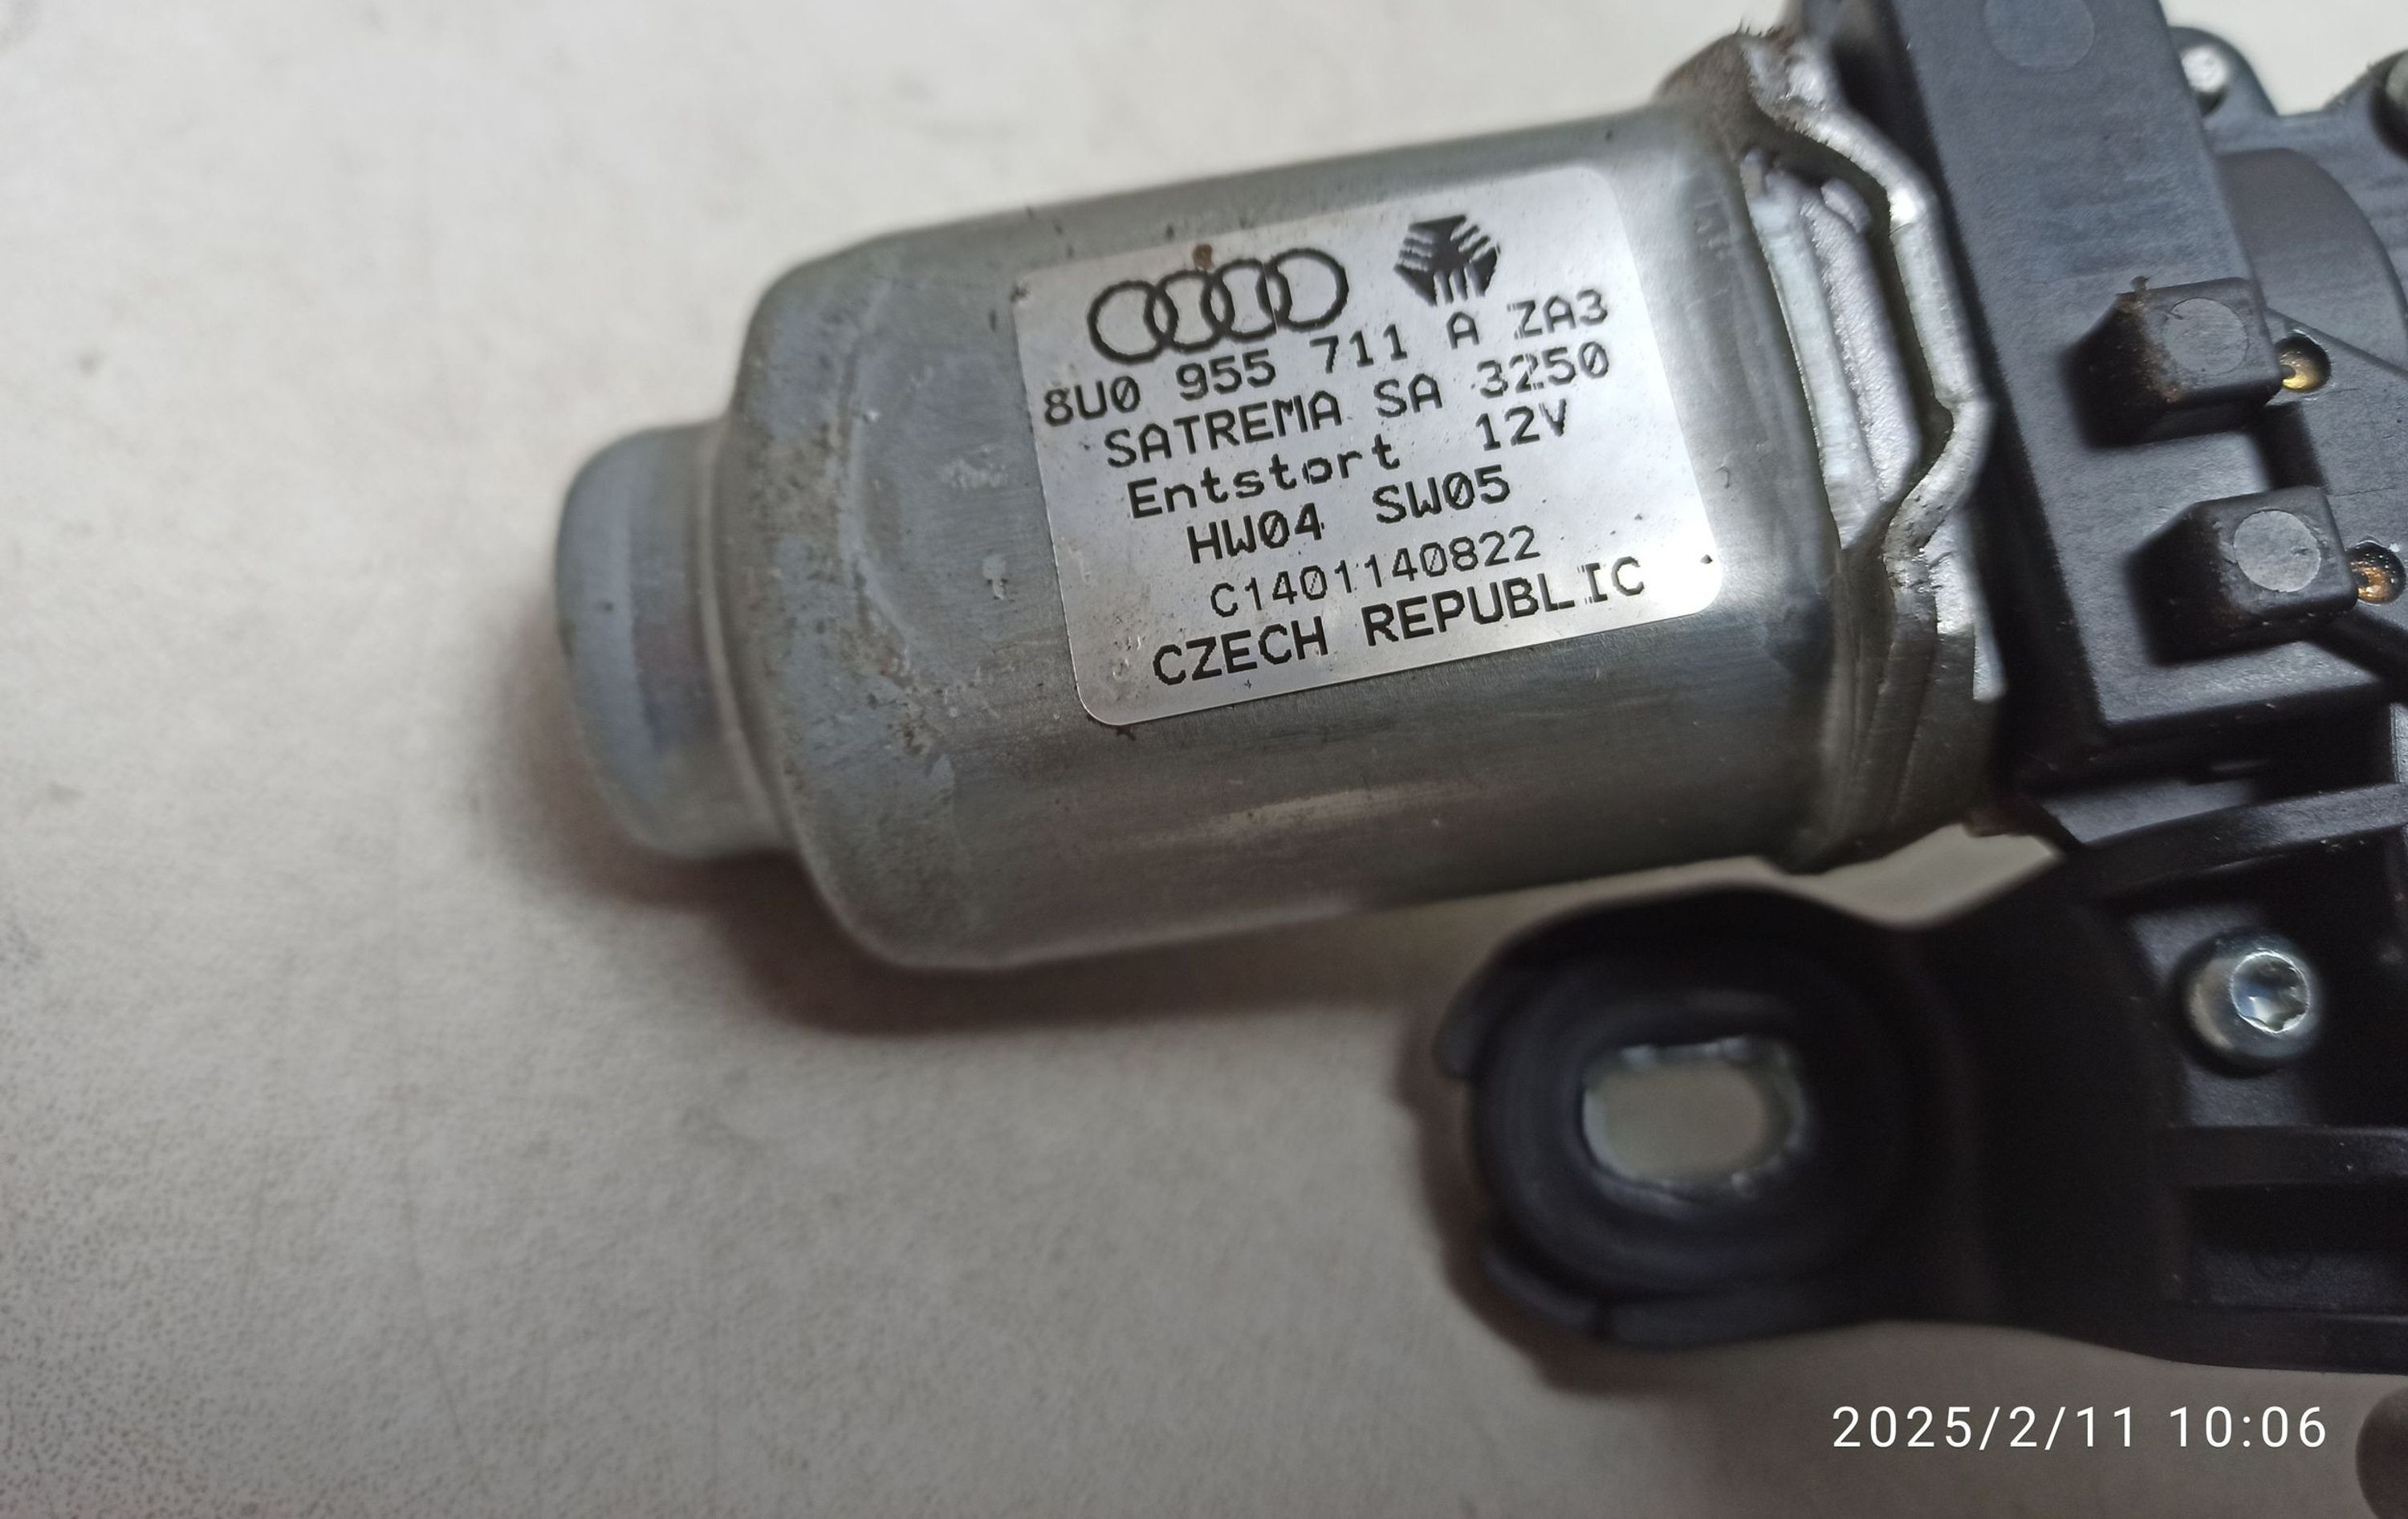 8U0 955 711 A ZA3
SATREMA SA 3250
Entstort 12V
HW04 SW05
C1401140822
CZECH REPUBLIC
2025/2/11 10:06